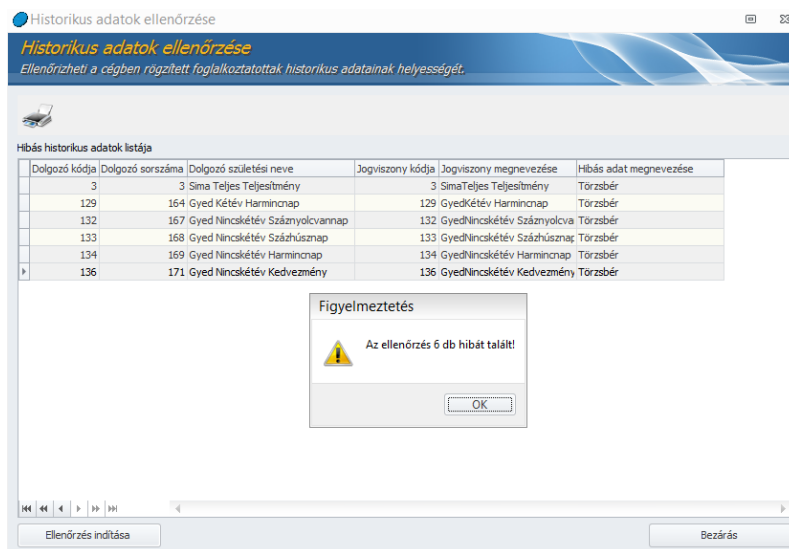 Historikus adatok ellenőrzése
Historikus adatok ellenőrzése
Ellenőrizheti a cégben rögzített foglalkoztatottak historikus adatainak helyességét.
Hibás historikus adatok listája
Dolgozó kódja Dolgozó sorszáma Dolgozó születési neve Jogviszony kódja Jogviszony megnevezése Hibás adat megnevezése
3 3 Sima Teljes Teljesítmény 3 SimaTeljes Teljesítmény Törzsbér
129 164 Gyed Kétév Harmincnap 129 GyedKétév Harmincnap Törzsbér
132 167 Gyed Nincskétév Száznyolcvannap 132 GyedNincskétév Száznyolcva Törzsbér
133 168 Gyed Nincskétév Százhúsznap 133 GyedNincskétév Százhúsznap Törzsbér
134 169 Gyed Nincskétév Harmincnap 134 GyedNincskétév Harmincnap Törzsbér
136 171 Gyed Nincskétév Kedvezmény 136 GyedNincskétév Kedvezmény Törzsbér
Figyelmeztetés
Az ellenőrzés 6 db hibát talált!
OK
Ellenőrzés indítása Bezárás